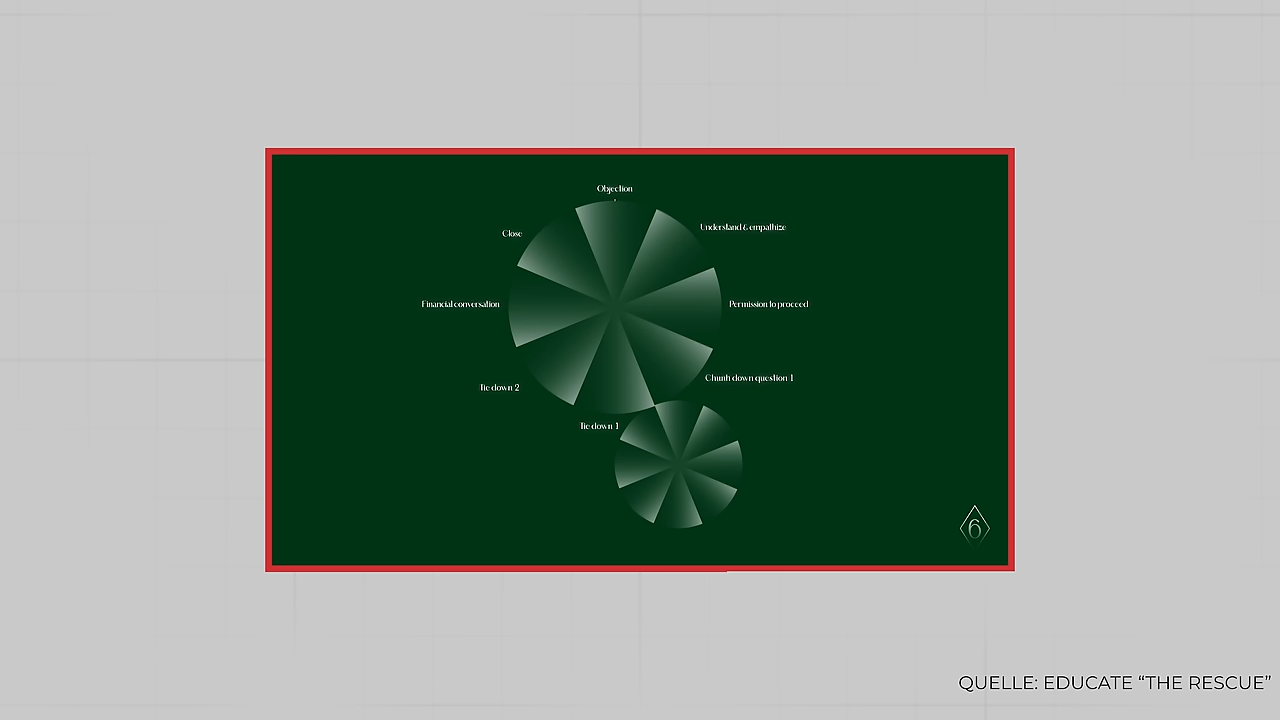 Objection
Understand & empathize
Permission to proceed
Chunk down question 1
Tie down 1
Tie down 2
Financial conversation
Close
6
QUELLE: EDUCATE “THE RESCUE”